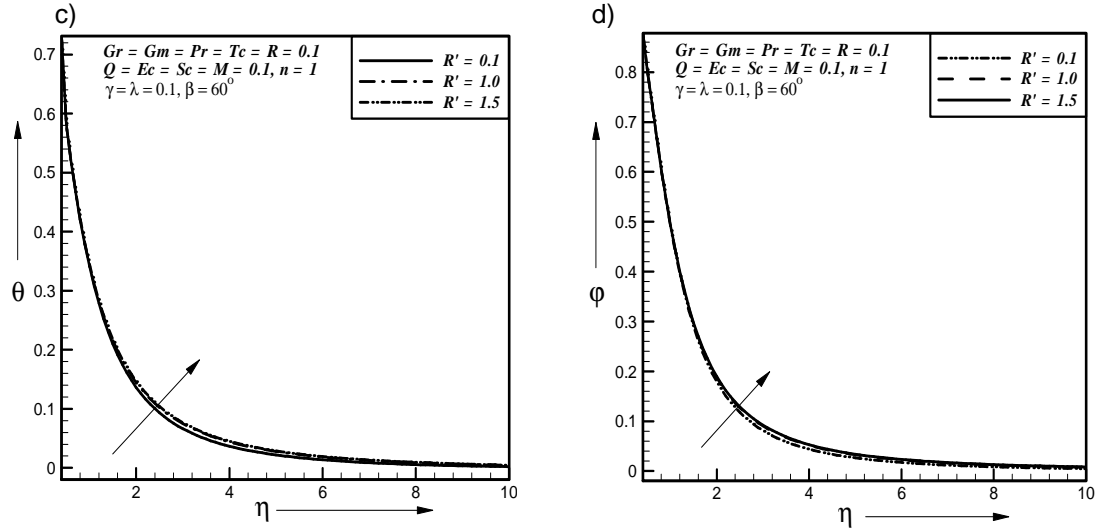 c)
Gr = Gm = Pr = Tc = R = 0.1
Q = Ec = Sc = M = 0.1, n = 1
γ = λ = 0.1, β = 60°
R' = 0.1
R' = 1.0
R' = 1.5
0.7
0.6
0.5
0.4
0.3
0.2
0.1
0
θ
2
4
6
8
10
η
d)
Gr = Gm = Pr = Tc = R = 0.1
Q = Ec = Sc = M = 0.1, n = 1
γ = λ = 0.1, β = 60°
R' = 0.1
R' = 1.0
R' = 1.5
0.8
0.7
0.6
0.5
0.4
0.3
0.2
0.1
0
φ
2
4
6
8
10
η